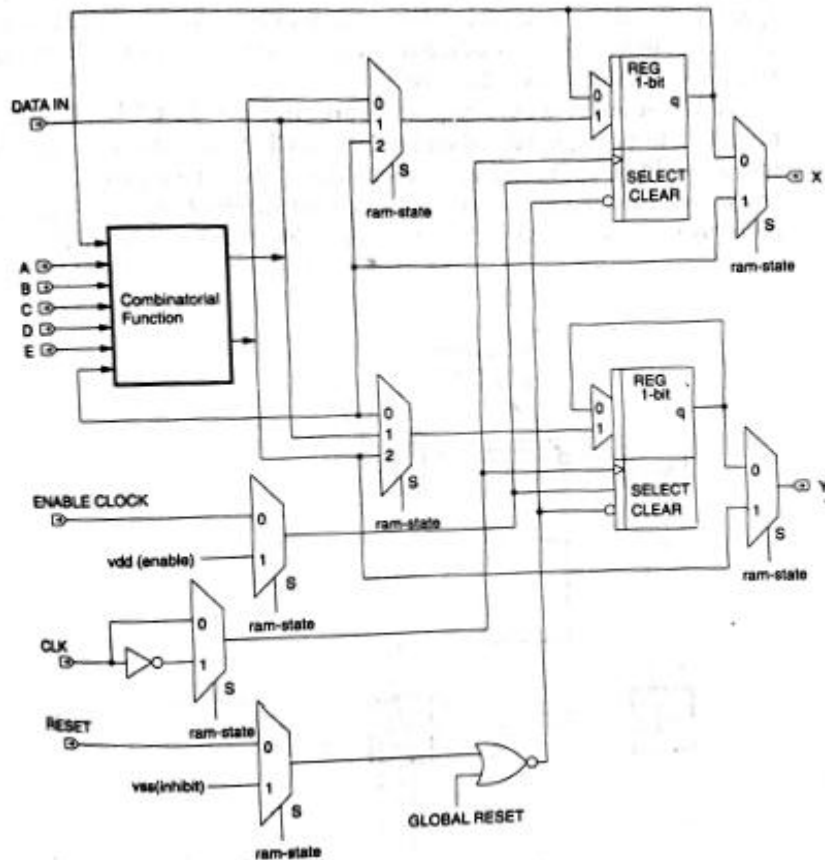 REG
1-bit
q
0
1
DATA IN
0
1
2
S
ram-state
SELECT
CLEAR
0
1
X
S
ram-state
A
B
C
D
E
Combinatorial
Function
REG
1-bit
q
0
1
0
1
2
S
ram-state
SELECT
CLEAR
0
1
Y
S
ram-state
ENABLE CLOCK
0
vdd (enable)
1
S
ram-state
CLK
0
1
S
ram-state
RESET
0
vss(inhibit)
1
S
ram-state
GLOBAL RESET